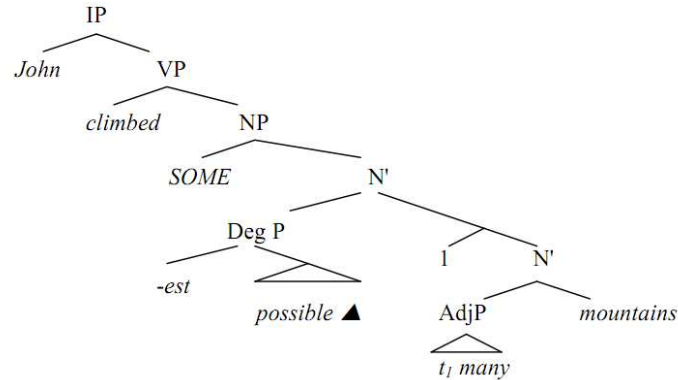 IP
John VP
climbed NP
SOME N'
Deg P 1 N'
-est possible ▲ AdjP mountains
t1 many